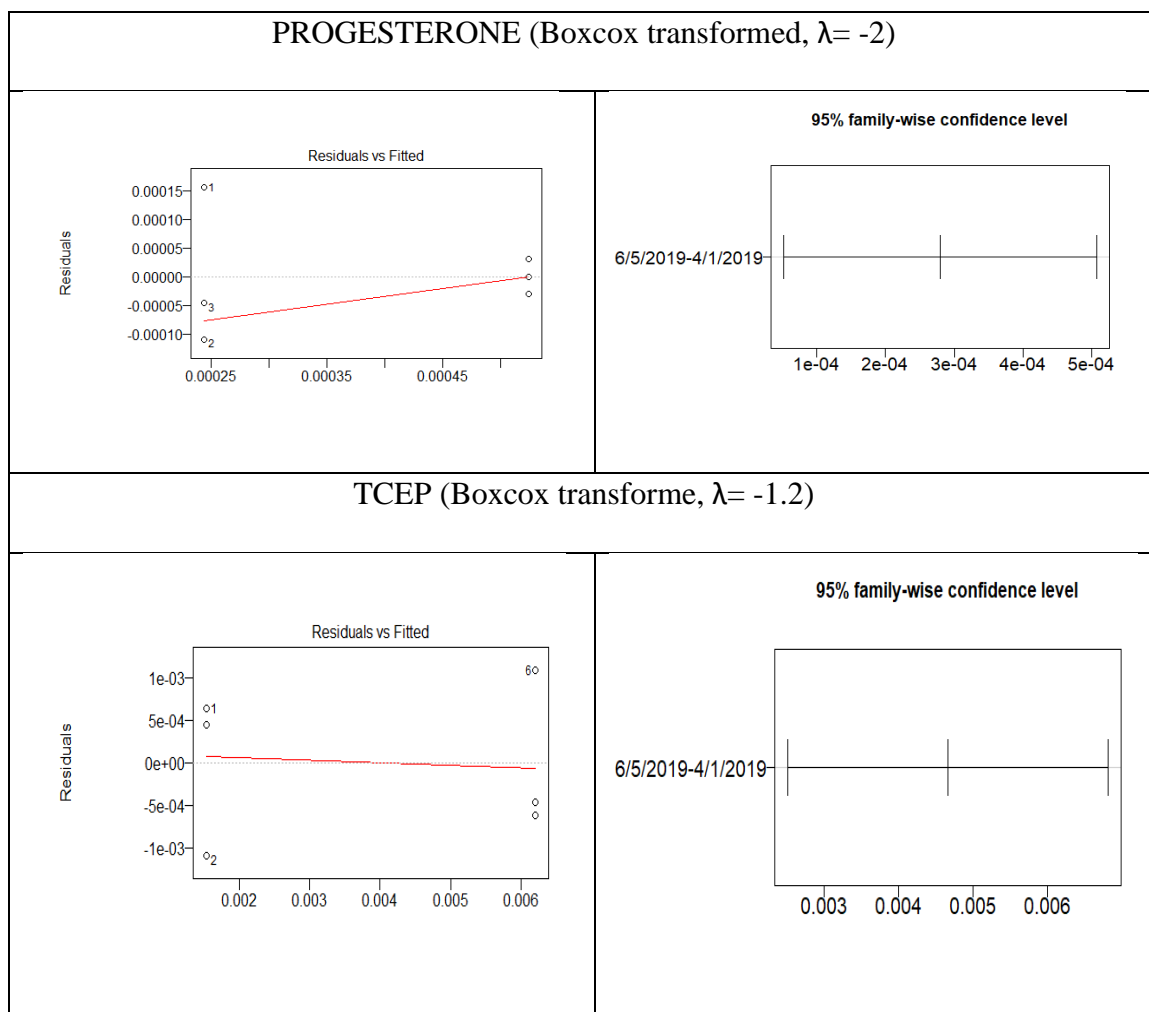 PROGESTERONE (Boxcox transformed, λ= -2)
Residuals vs Fitted
Residuals
0.00015
0.00010
0.00005
0.00000
-0.00005
-0.00010
1
3
2
0.00025 0.00035 0.00045
95% family-wise confidence level
6/5/2019-4/1/2019
1e-04 2e-04 3e-04 4e-04 5e-04
TCEP (Boxcox transforme, λ= -1.2)
Residuals vs Fitted
Residuals
1e-03
5e-04
0e+00
-5e-04
-1e-03
1
6
2
0.002 0.003 0.004 0.005 0.006
95% family-wise confidence level
6/5/2019-4/1/2019
0.003 0.004 0.005 0.006